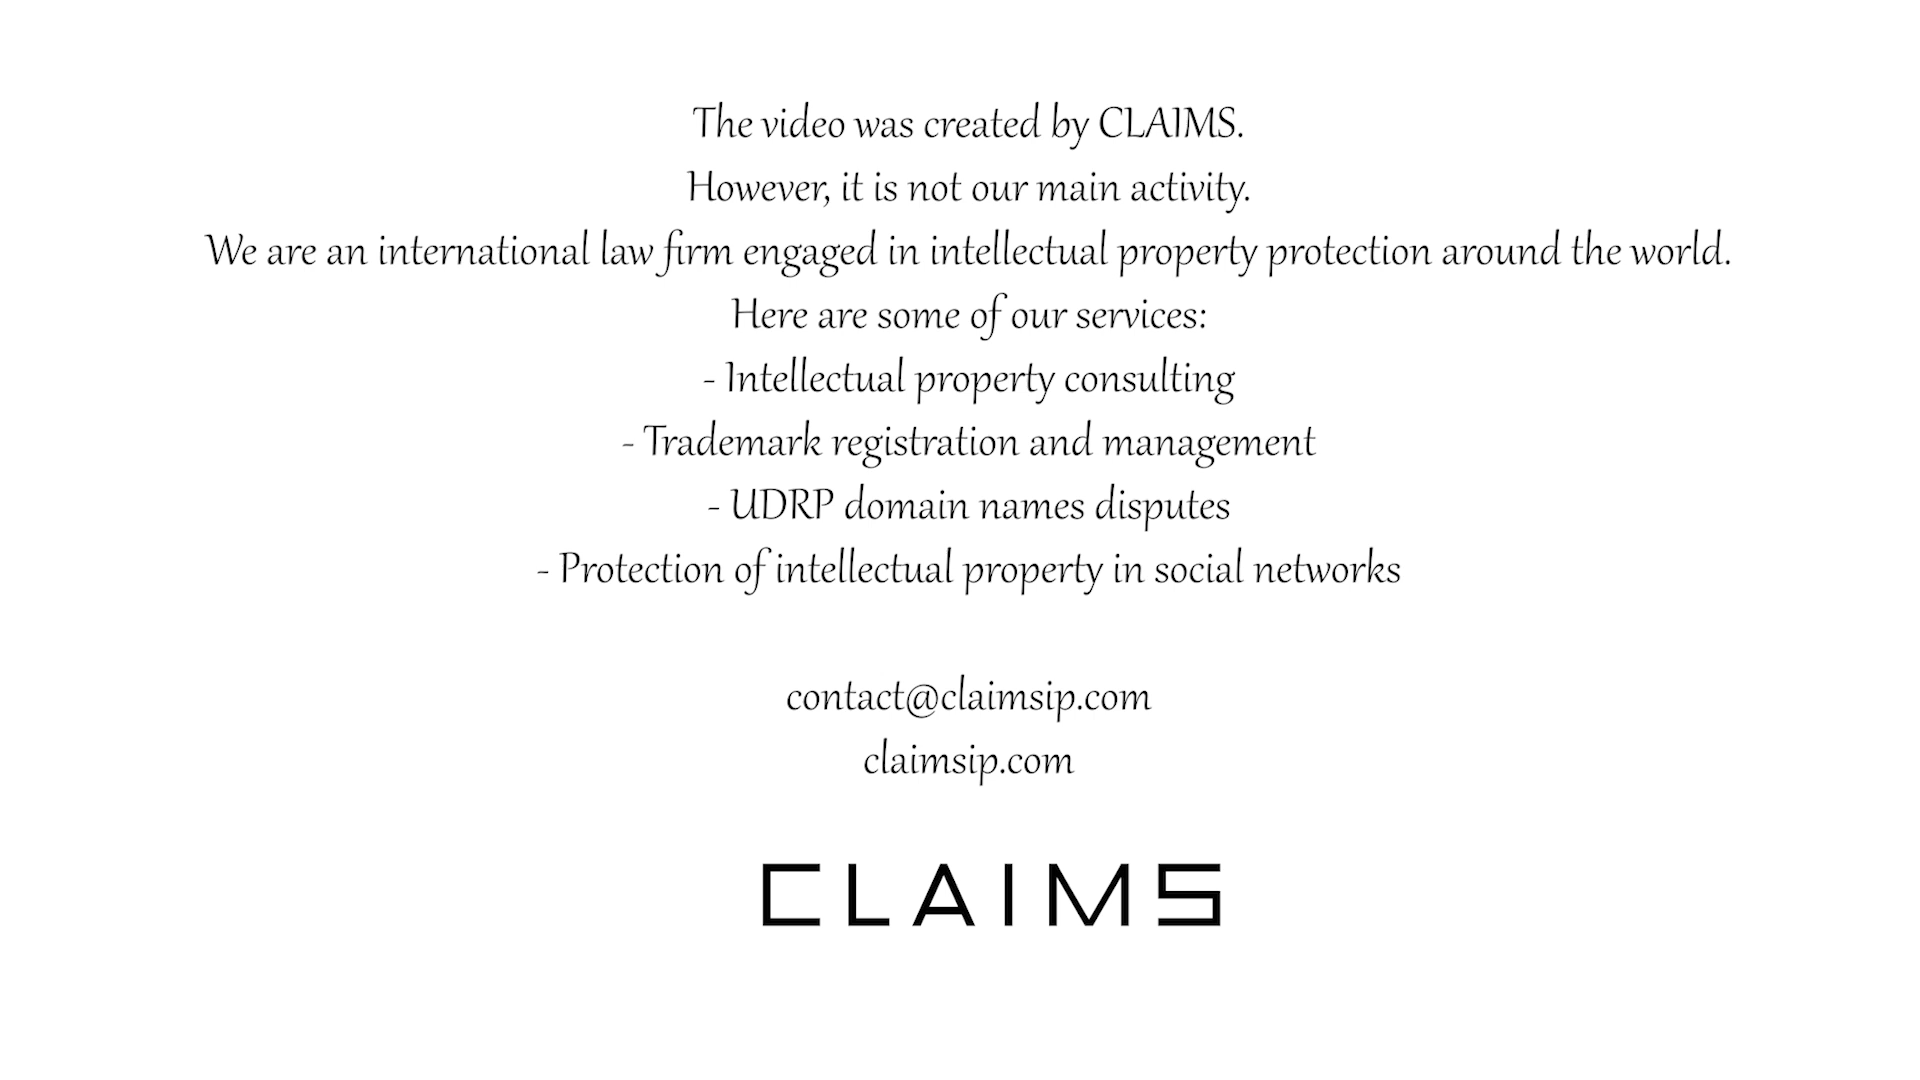 The video was created by CLAIMS.
However, it is not our main activity.
We are an international law firm engaged in intellectual property protection around the world.
Here are some of our services:
- Intellectual property consulting
- Trademark registration and management
- UDRP domain names disputes
- Protection of intellectual property in social networks
contact@claimsip.com
claimsip.com
CLAIMS